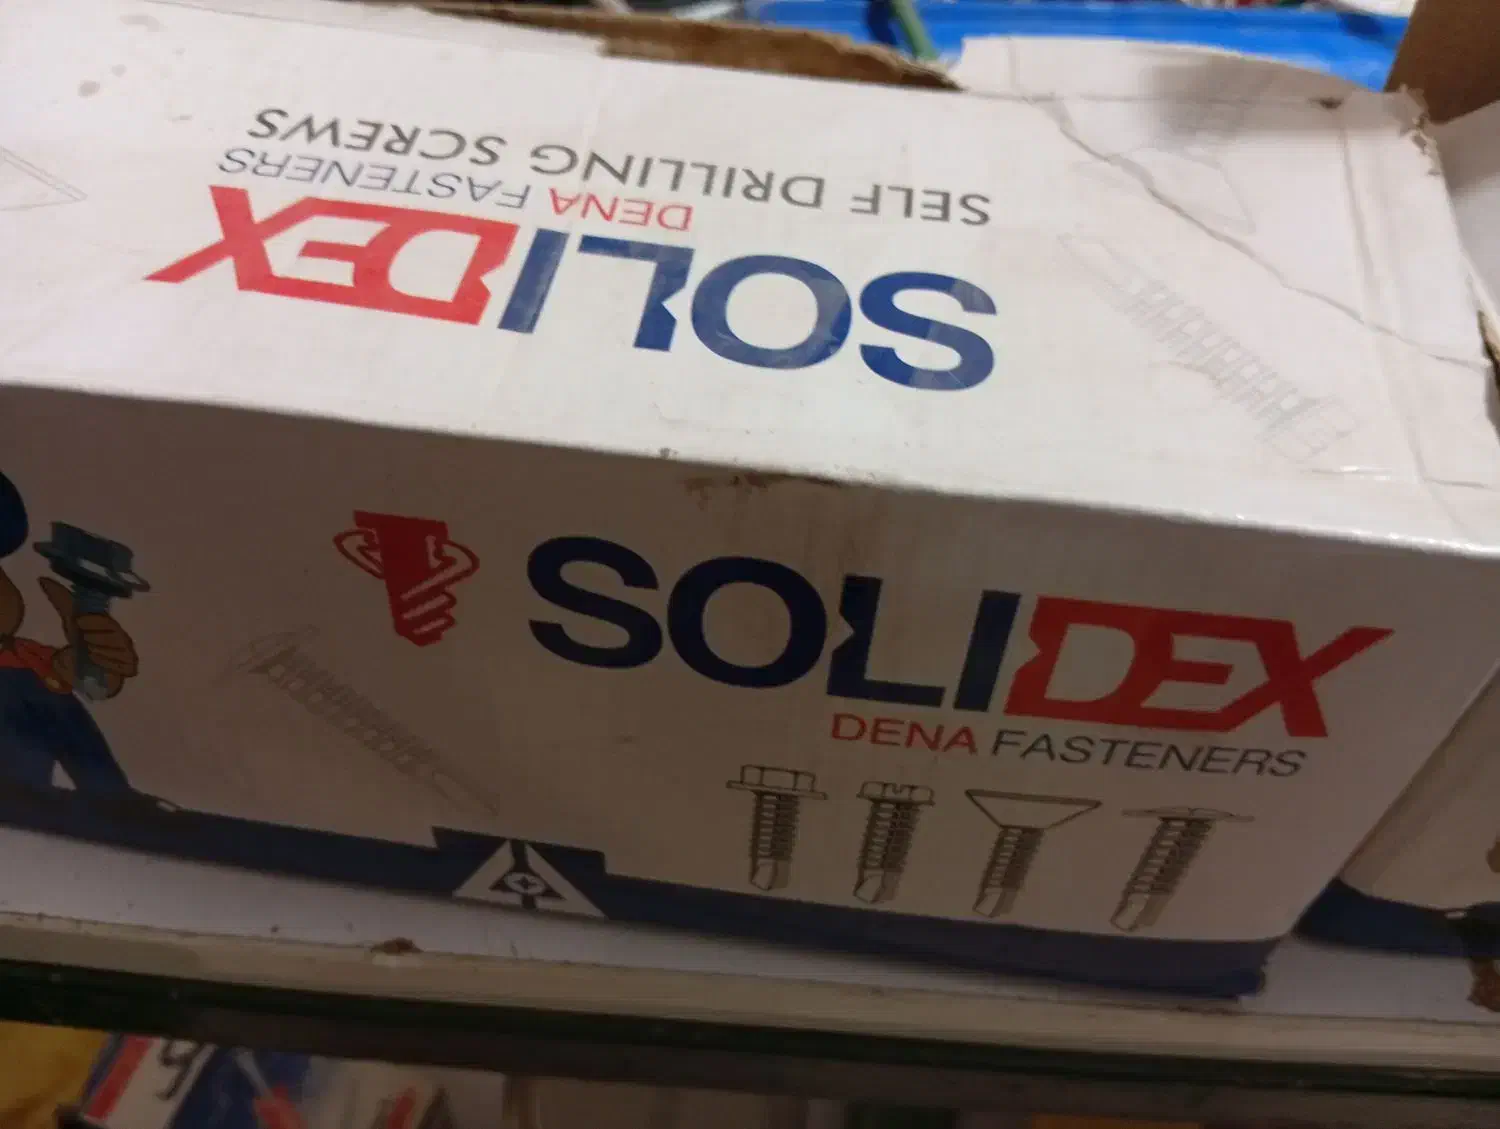 SELF DRILLING SCREWS
DENA FASTENERS
SOLIDEX
SOLIDEX
DENA FASTENERS